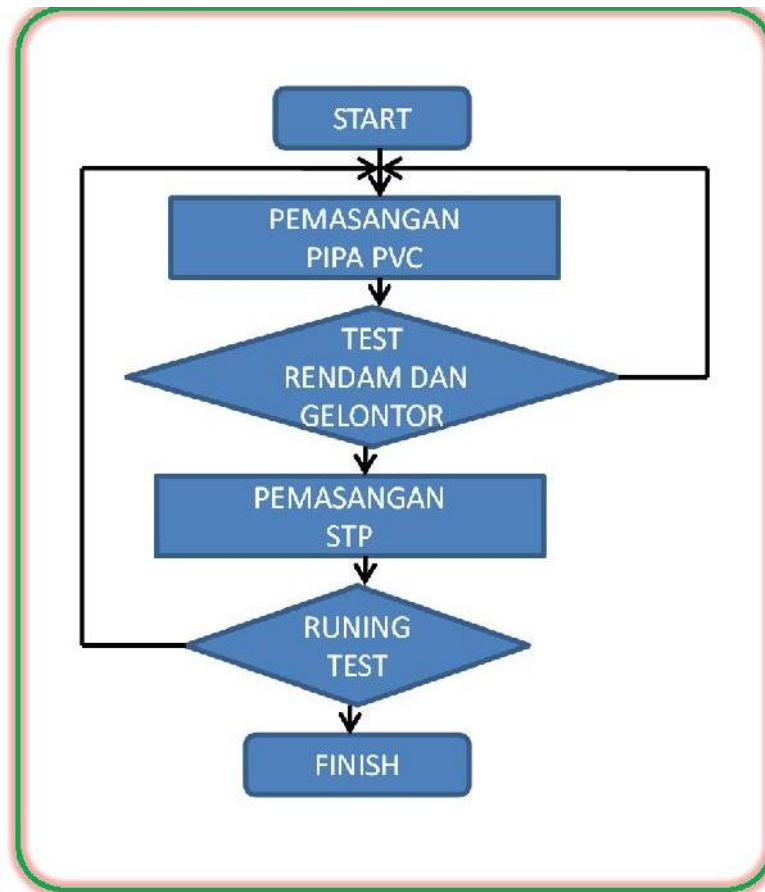 START
PEMASANGAN
PIPA PVC
TEST
RENDAM DAN
GELONTOR
PEMASANGAN
STP
RUNING
TEST
FINISH